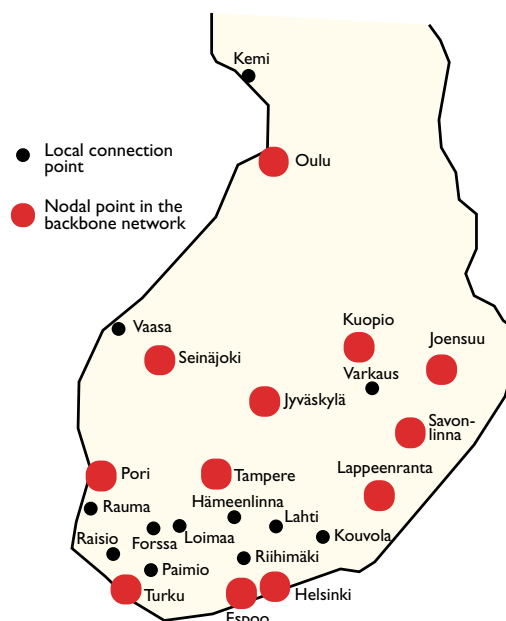 Kemi
Local connection
point
Oulu
Nodal point in the
backbone network
Vaasa
Kuopio
Joensuu
Seinäjoki
Varkaus
Jyväskylä
Savon-
linna
Pori
Tampere
Lappeenranta
Hämeenlinna
Rauma
Lahti
Loimaa
Kouvola
Raisio
Forssa
Riihimäki
Paimio
Turku
Helsinki
Espoo